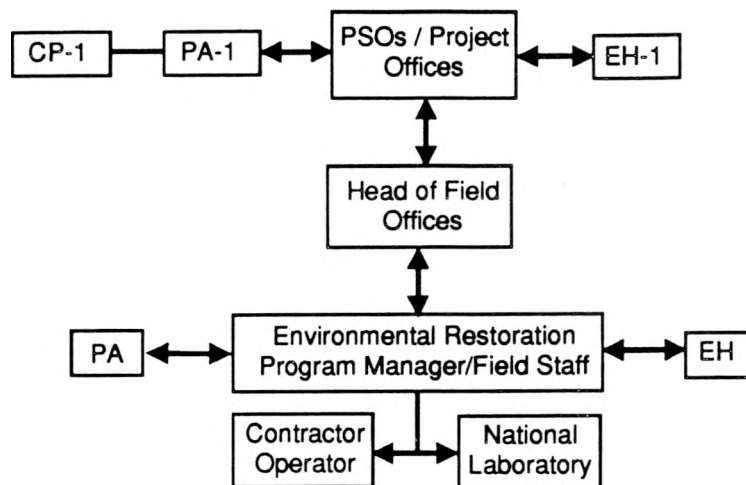 CP-1
PA-1
PSOs / Project
Offices
EH-1
Head of Field
Offices
PA
Environmental Restoration
Program Manager/Field Staff
EH
Contractor
Operator
National
Laboratory